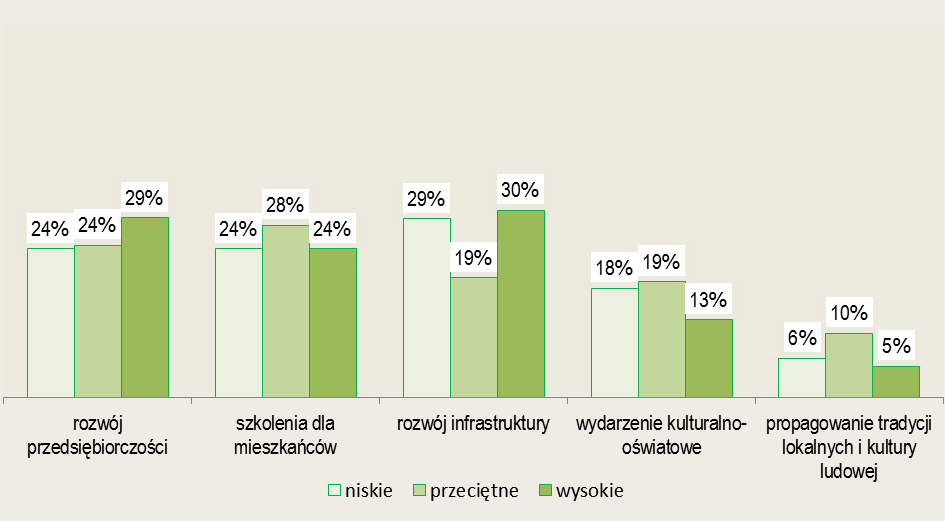 24%
24%
29%
24%
28%
24%
29%
19%
30%
18%
19%
13%
6%
10%
5%
rozwój
przedsiębiorczości
szkolenia dla
mieszkańców
rozwój infrastruktury
wydarzenie kulturalno-
oświatowe
propagowanie tradycji
lokalnych i kultury
ludowej
niskie przeciętne wysokie